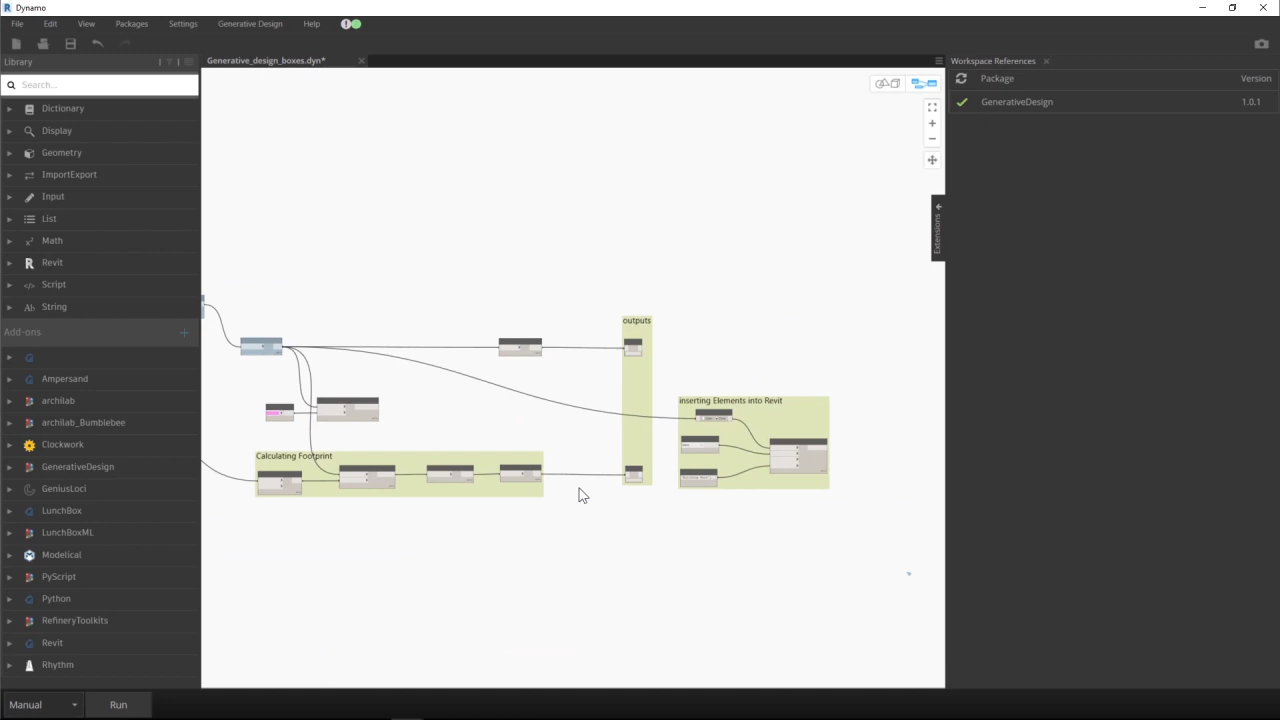 Dynamo
File Edit View Packages Settings Generative Design Help
Library
Generative_design_boxes.dyn*
Workspace References
Search...
Package Version
GenerativeDesign 1.0.1
Dictionary
Display
Geometry
ImportExport
Input
List
Math
Revit
Script
String
Add-ons
Ampersand
archilab
archilab_Bumblebee
Clockwork
GenerativeDesign
GeniusLoci
LunchBox
LunchBoxML
Modelical
PyScript
Python
RefineryToolkits
Revit
Rhythm
Extensions
outputs
inserting Elements into Revit
Calculating Footprint
Manual
Run